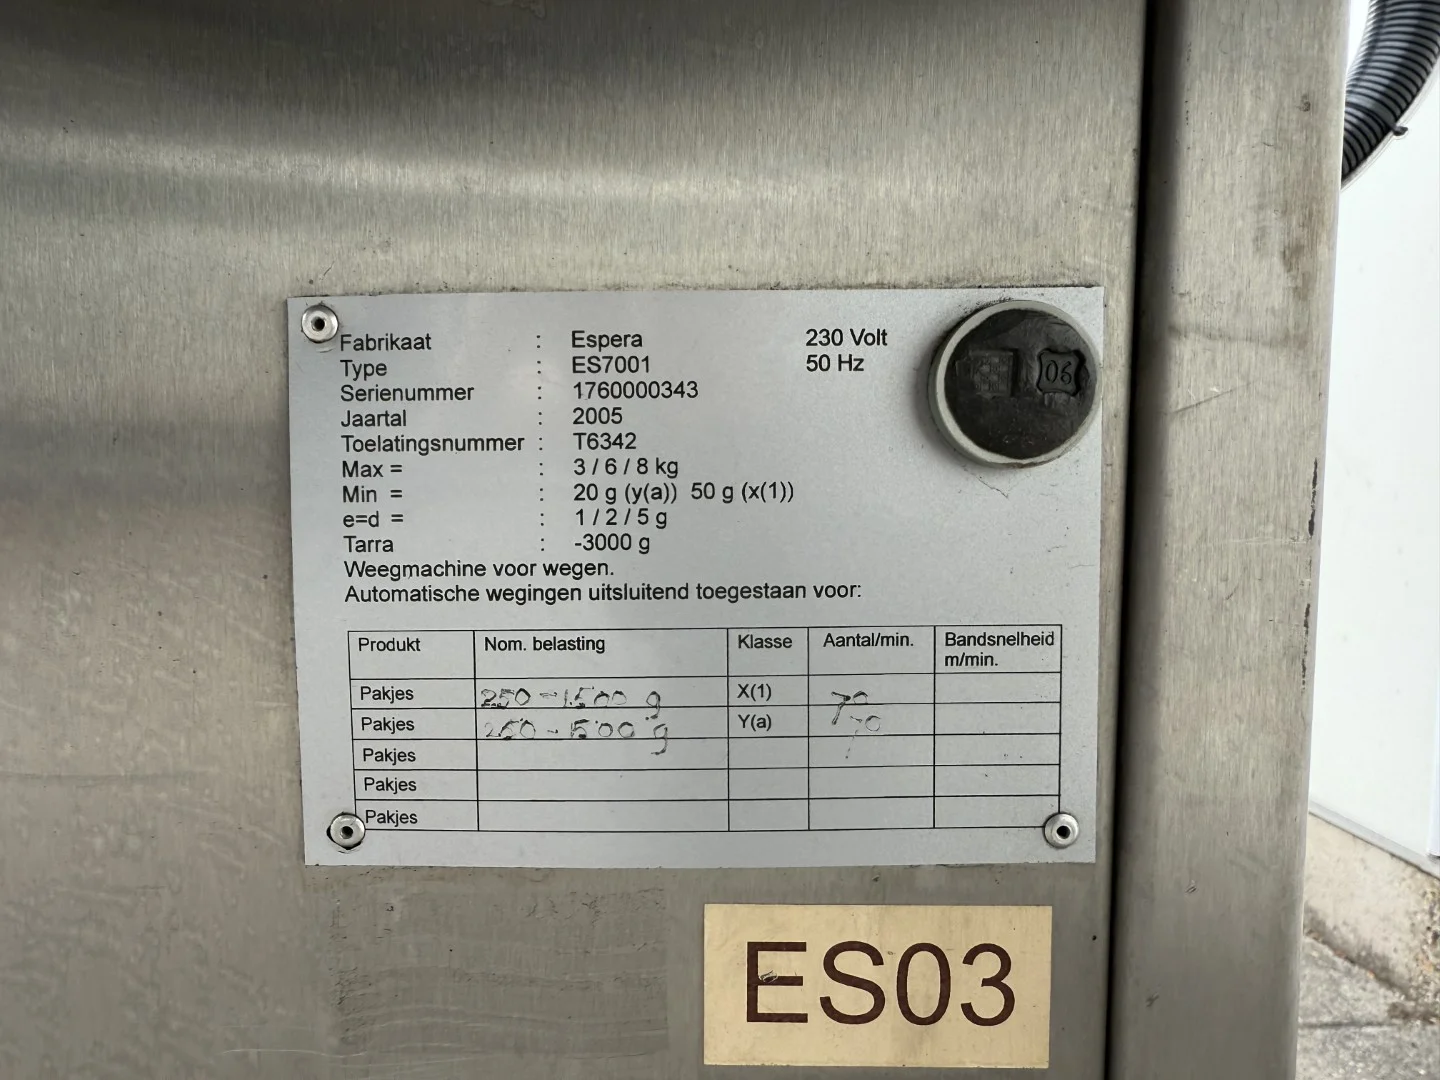 Fabrikaat : Espera 230 Volt
Type : ES7001 50 Hz
Serienummer : 1760000343
Jaartal : 2005
Toelatingsnummer : T6342
Max = : 3 / 6 / 8 kg
Min = : 20 g (y(a)) 50 g (x(1))
e=d = : 1 / 2 / 5 g
Tarra : -3000 g
Weegmachine voor wegen.
Automatische wegingen uitsluitend toegestaan voor:
Produkt Nom. belasting Klasse Aantal/min. Bandsnelheid m/min.
Pakjes 250 - 1500 g X(1) 70
Pakjes 250 - 1500 g Y(a) 70
Pakjes
Pakjes
Pakjes
06
ES03